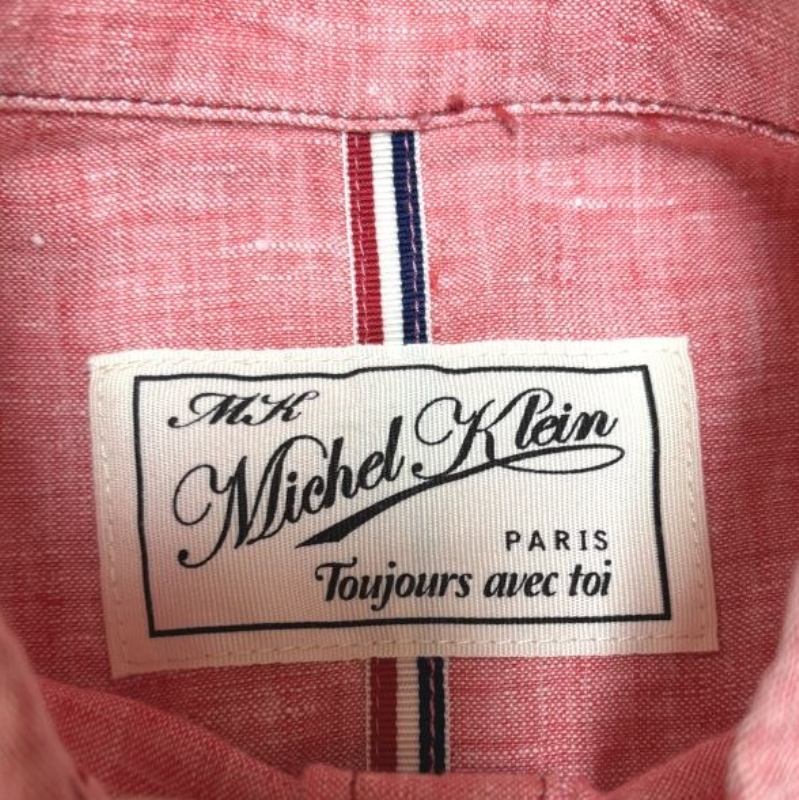 MK
Michel Klein
PARIS
Toujours avec toi